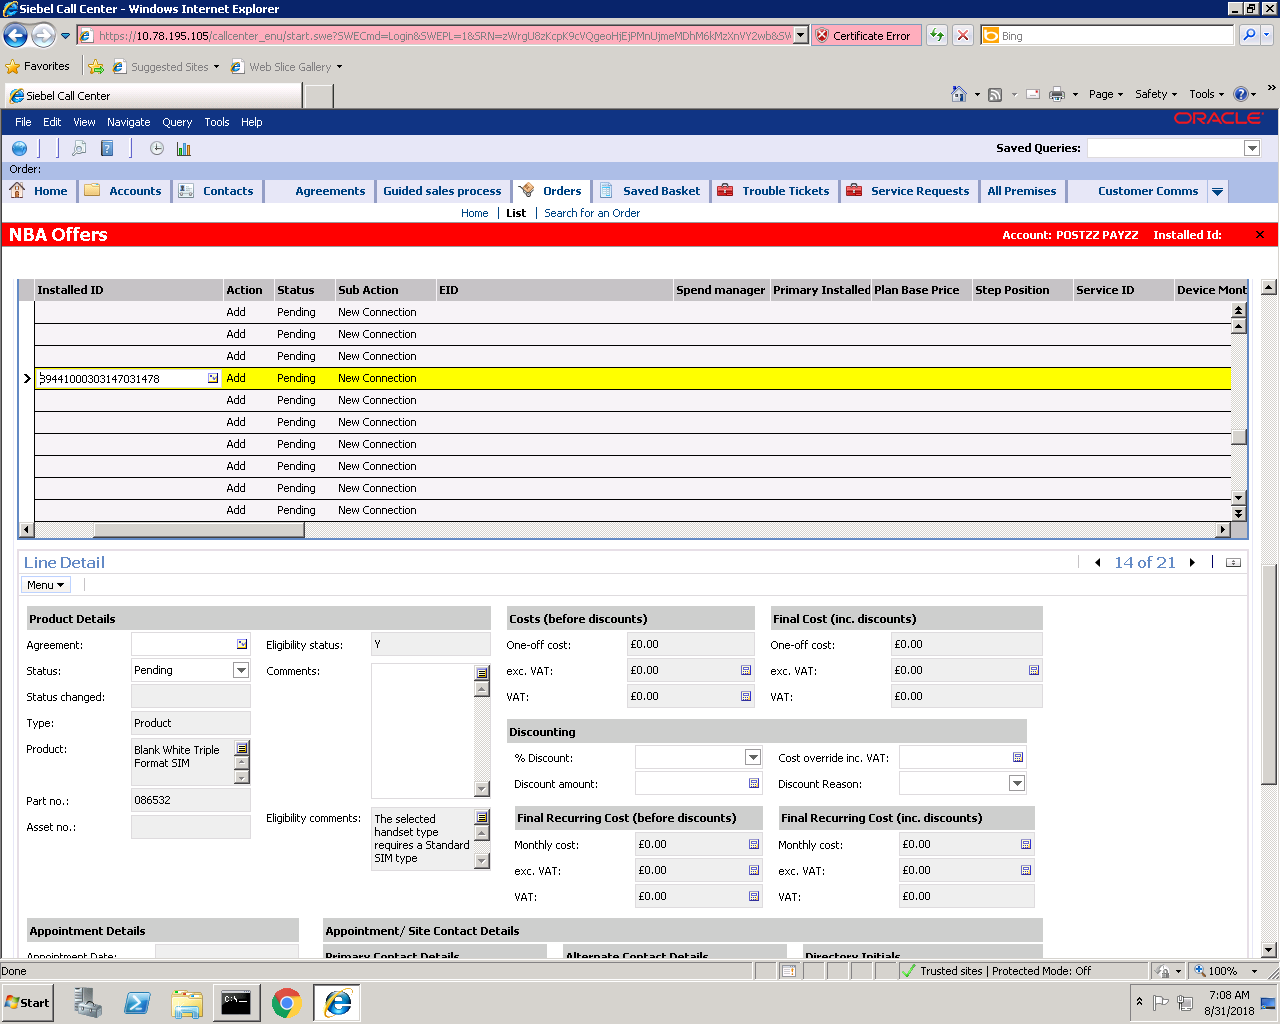 Siebel Call Center - Windows Internet Explorer
https://10.78.195.105/callcenter_enu/start.swe?SWECmd=Login&SWEPL=1&SRN= Certificate Error Bing
Favorites Suggested Sites Web Slice Gallery
Siebel Call Center Page Safety Tools
File Edit View Navigate Query Tools Help ORACLE
Saved Queries:
Order:
Home Accounts Contacts Agreements Guided sales process Orders Saved Basket Trouble Tickets Service Requests All Premises Customer Comms
Home List Search for an Order
NBA Offers Account: POSTZZ PAYZZ Installed Id:
Installed ID Action Status Sub Action EID Spend manager Primary Installed Plan Base Price Step Position Service ID Device Mont
Add Pending New Connection
Add Pending New Connection
Add Pending New Connection
89441000303147031478 Add Pending New Connection
Add Pending New Connection
Add Pending New Connection
Add Pending New Connection
Add Pending New Connection
Add Pending New Connection
Add Pending New Connection
Line Detail 14 of 21
Menu
Product Details Costs (before discounts) Final Cost (inc. discounts)
Agreement: Eligibility status: Y One-off cost: £0.00 One-off cost: £0.00
Status: Pending Comments: exc. VAT: £0.00 exc. VAT: £0.00
Status changed: VAT: £0.00 VAT: £0.00
Type: Product
Discounting
Product: Blank White Triple Format SIM % Discount: Cost override inc. VAT:
Discount amount: Discount Reason:
Part no.: 086532
Asset no.: Eligibility comments: The selected handset type requires a Standard SIM type
Final Recurring Cost (before discounts) Final Recurring Cost (inc. discounts)
Monthly cost: £0.00 Monthly cost: £0.00
exc. VAT: £0.00 exc. VAT: £0.00
VAT: £0.00 VAT: £0.00
Appointment Details Appointment/ Site Contact Details
Appointment Date: Primary Contact Details Alternate Contact Details Directory Initials
Done Trusted sites | Protected Mode: Off 100%
Start 7:08 AM
8/31/2018